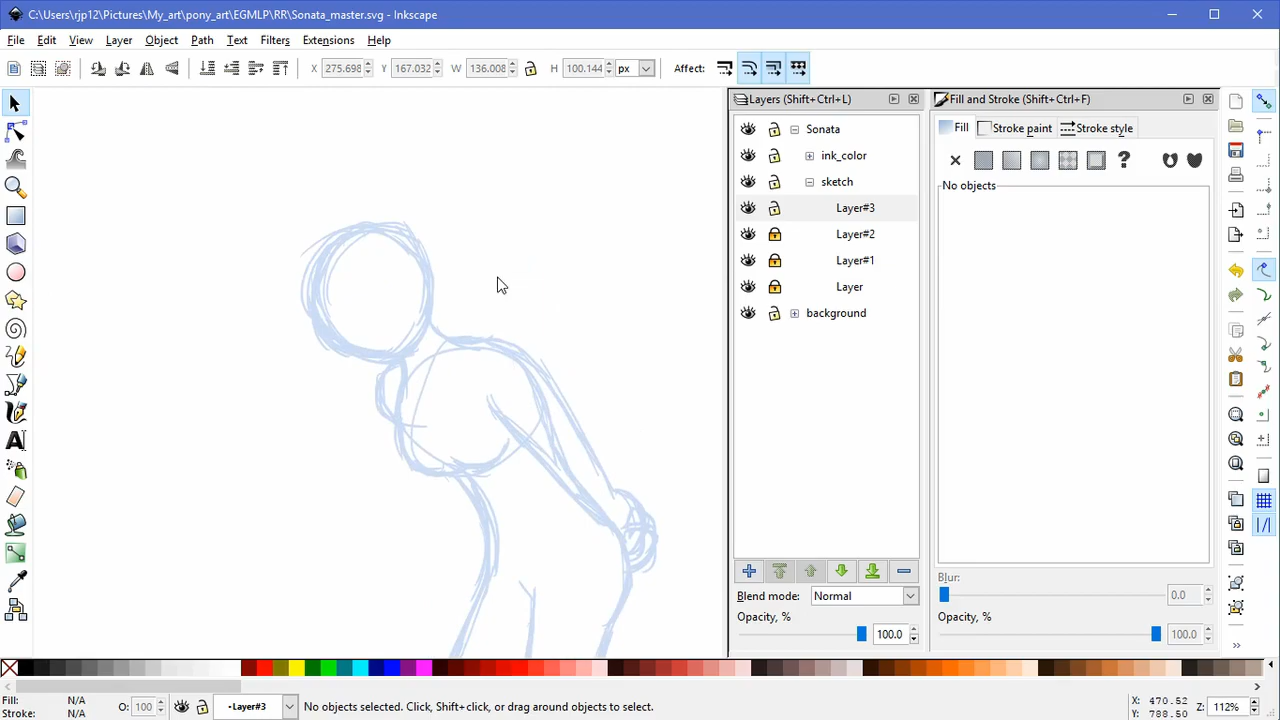 C:\Users\rjp12\Pictures\My_art\pony_art\EGMLP\RR\Sonata_master.svg - Inkscape
File Edit View Layer Object Path Text Filters Extensions Help
X 275.698 Y 167.032 W 136.008 H 100.144 px Affect:
Layers (Shift+Ctrl+L)
Fill and Stroke (Shift+Ctrl+F)
Fill Stroke paint Stroke style
Sonata
ink_color
sketch
Layer#3
Layer#2
Layer#1
Layer
background
No objects
Blend mode: Normal
Opacity, % 100.0
Blur: 0.0
Opacity, % 100.0
Fill: N/A
Stroke: N/A
O: 100
-Layer#3
No objects selected. Click, Shift+click, or drag around objects to select.
X: 470.52
Y: 788.50
Z: 112%